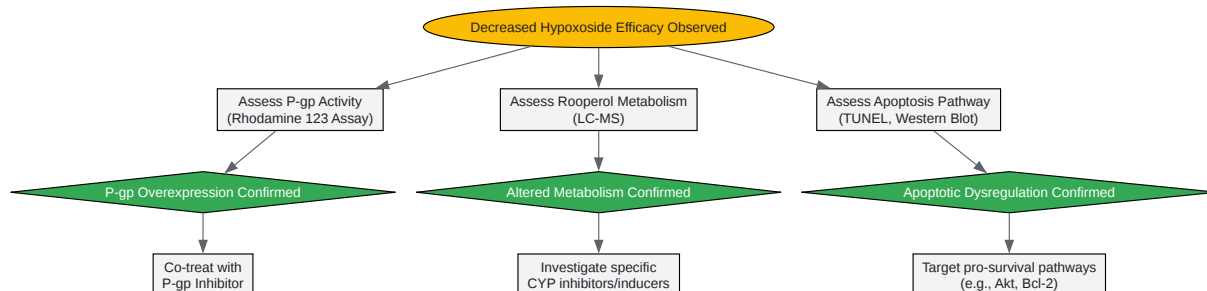 Decreased Hypoxoside Efficacy Observed
Assess P-gp Activity
(Rhodamine 123 Assay)
Assess Rooperol Metabolism
(LC-MS)
Assess Apoptosis Pathway
(TUNEL, Western Blot)
P-gp Overexpression Confirmed
Altered Metabolism Confirmed
Apoptotic Dysregulation Confirmed
Co-treat with
P-gp Inhibitor
Investigate specific
CYP inhibitors/inducers
Target pro-survival pathways
(e.g., Akt, Bcl-2)